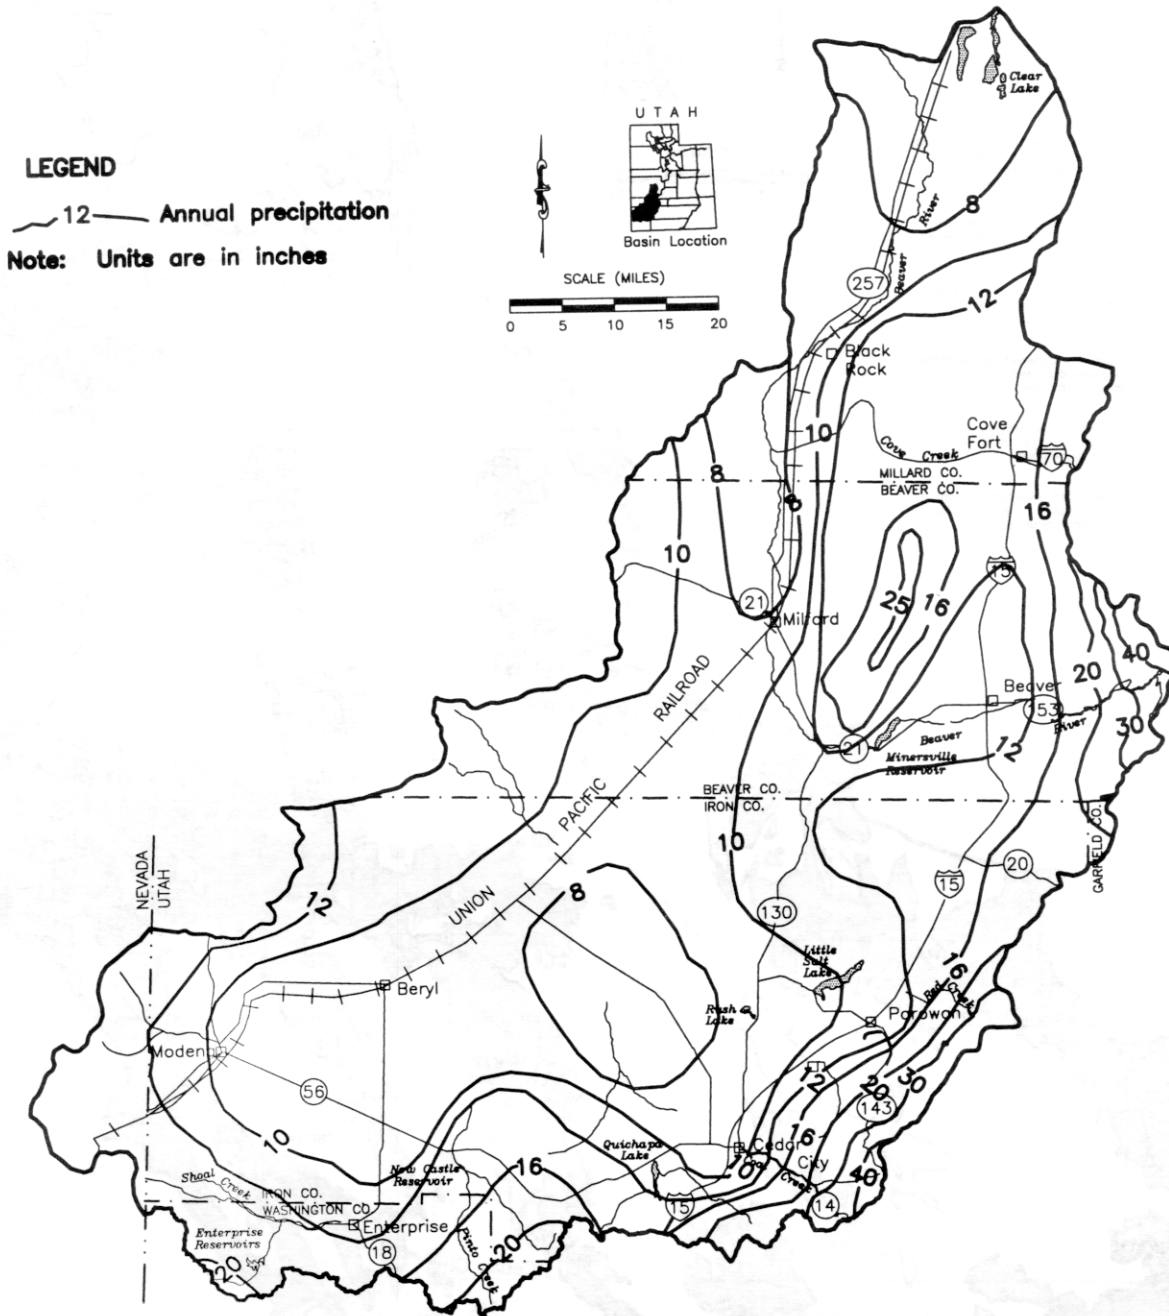 LEGEND
12 Annual precipitation
Note: Units are in inches
UTAH
Basin Location
SCALE (MILES)
0 5 10 15 20
Clear
Lake
8
River
Beaver
257
12
Black
Rock
10
Cove
Fort
Cove Creek
70
MILLARD CO.
BEAVER CO.
8
8
16
10
15
21
Milford
25
16
20
40
RAILROAD
Beaver
153
River
30
21
Beaver
Minersville
Reservoir
12
PACIFIC
BEAVER CO.
IRON CO.
10
GARFIELD CO.
NEVADA
UTAH
12
UNION
8
20
15
130
Little
Salt
Lake
16
Red Creek
Beryl
Rush
Lake
Parowan
Modena
56
12
20
30
143
10
16
Quichapa
Lake
Cedar
City
10
Coal
Creek
40
Shoal Creek
New Castle
Reservoir
16
IRON CO.
WASHINGTON CO.
15
14
Enterprise
Enterprise
Reservoirs
18
Pinto Creek
20
20